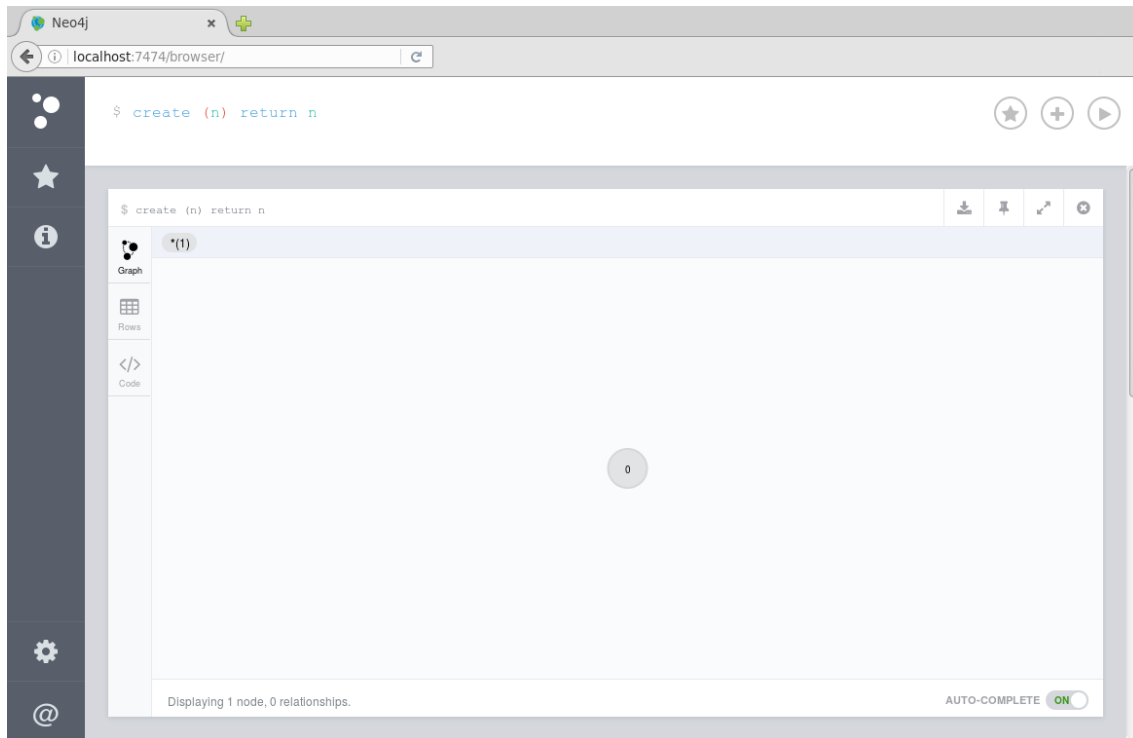 Neo4j
localhost:7474/browser/
$ create (n) return n
$ create (n) return n
*(1)
Graph
Rows
</>
Code
0
Displaying 1 node, 0 relationships.
AUTO-COMPLETE ON
@